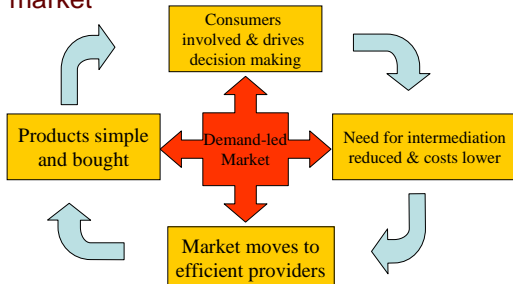 market
Consumers
involved & drives
decision making
Products simple
and bought
Demand-led
Market
Need for intermediation
reduced & costs lower
Market moves to
efficient providers